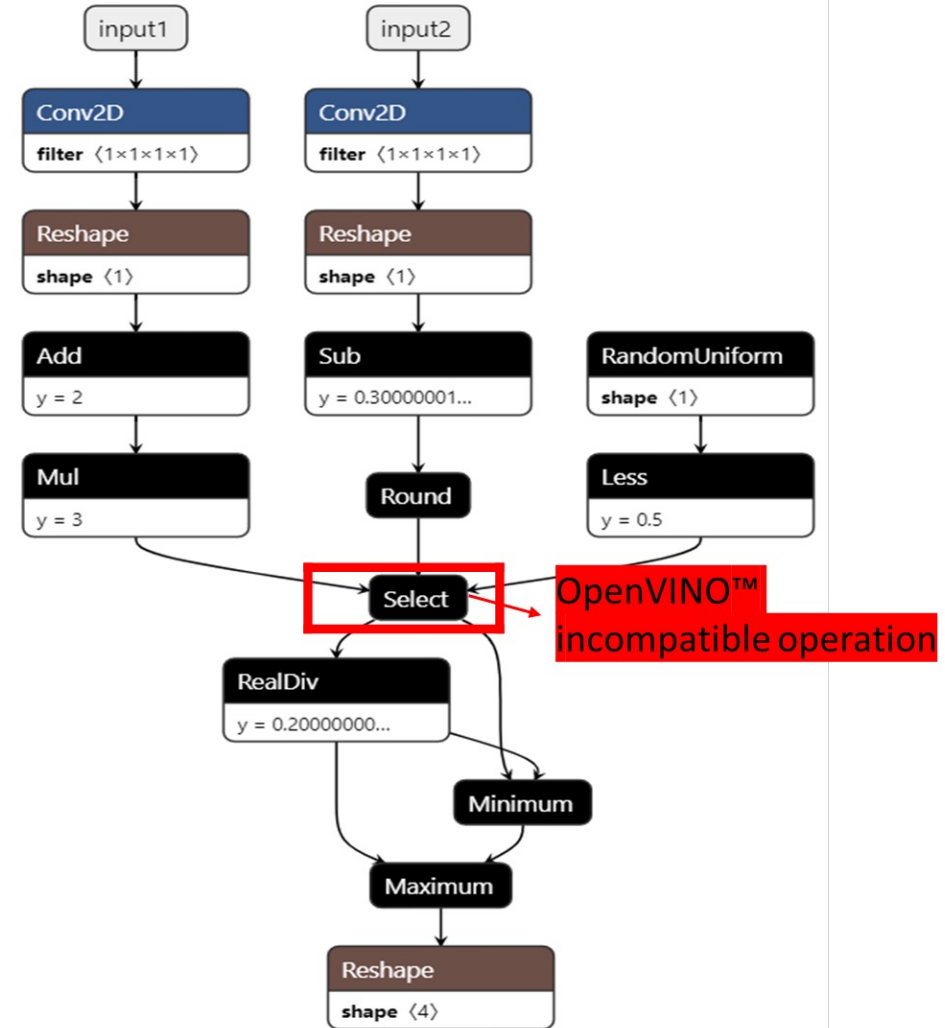 input1
input2
Conv2D
filter 〈1×1×1×1〉
Conv2D
filter 〈1×1×1×1〉
Reshape
shape 〈1〉
Reshape
shape 〈1〉
Add
y = 2
Sub
y = 0.30000001...
RandomUniform
shape 〈1〉
Mul
y = 3
Round
Less
y = 0.5
Select
OpenVINO™
incompatible operation
RealDiv
y = 0.20000000...
Minimum
Maximum
Reshape
shape 〈4〉